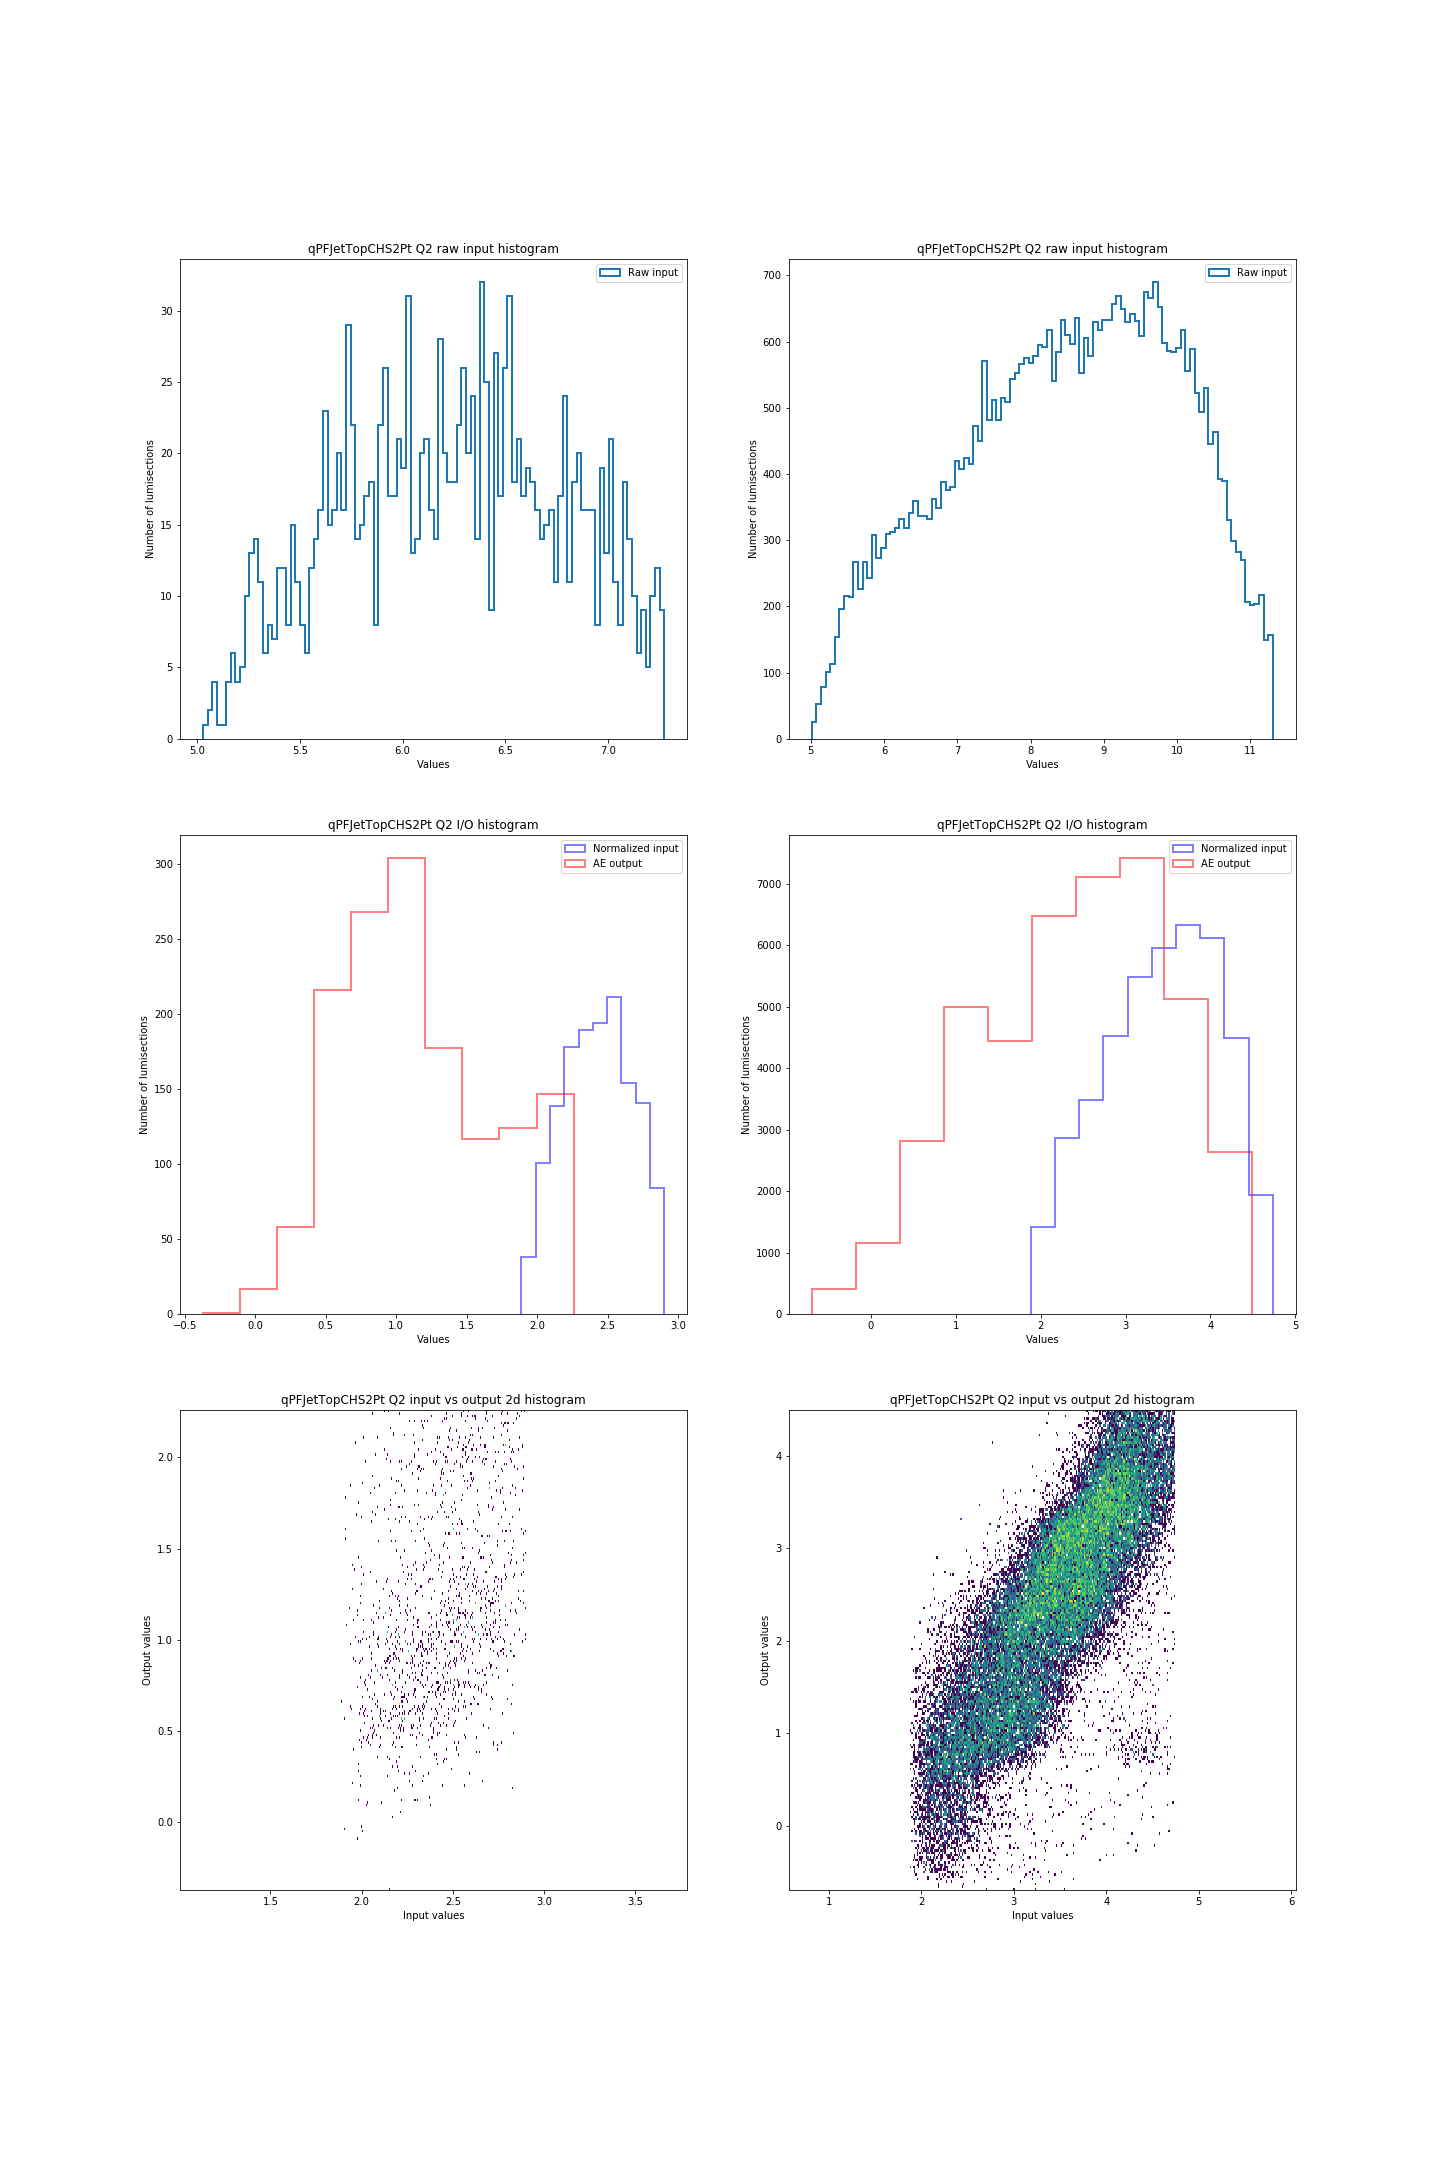 qPFJetTopCHS2Pt Q2 raw input histogram
Raw input
Number of lumisections
30
25
20
15
10
5
0
5.0 5.5 6.0 6.5 7.0
Values
qPFJetTopCHS2Pt Q2 raw input histogram
Raw input
Number of lumisections
700
600
500
400
300
200
100
0
5 6 7 8 9 10 11
Values
qPFJetTopCHS2Pt Q2 I/O histogram
Normalized input
AE output
Number of lumisections
300
250
200
150
100
50
0
−0.5 0.0 0.5 1.0 1.5 2.0 2.5 3.0
Values
qPFJetTopCHS2Pt Q2 I/O histogram
Normalized input
AE output
Number of lumisections
7000
6000
5000
4000
3000
2000
1000
0
0 1 2 3 4 5
Values
qPFJetTopCHS2Pt Q2 input vs output 2d histogram
Output values
2.0
1.5
1.0
0.5
0.0
1.5 2.0 2.5 3.0 3.5
Input values
qPFJetTopCHS2Pt Q2 input vs output 2d histogram
Output values
4
3
2
1
0
1 2 3 4 5 6
Input values